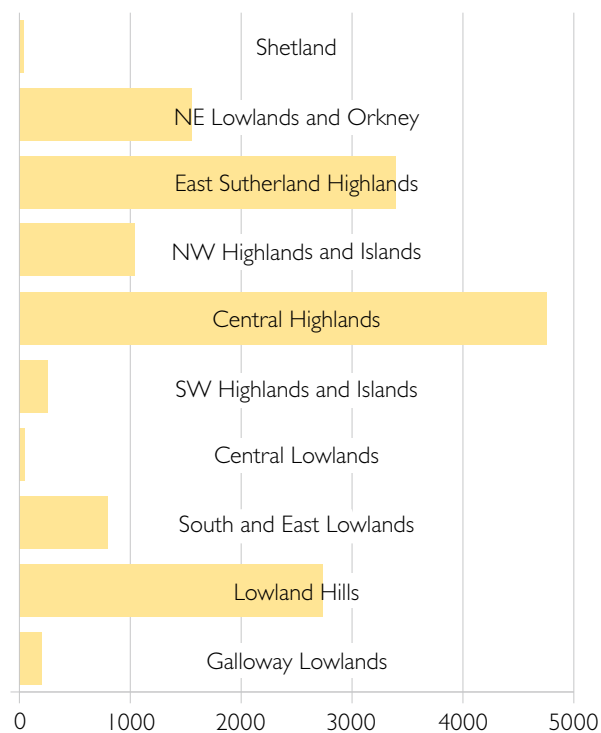 Shetland
NE Lowlands and Orkney
East Sutherland Highlands
NW Highlands and Islands
Central Highlands
SW Highlands and Islands
Central Lowlands
South and East Lowlands
Lowland Hills
Galloway Lowlands
0 1000 2000 3000 4000 5000